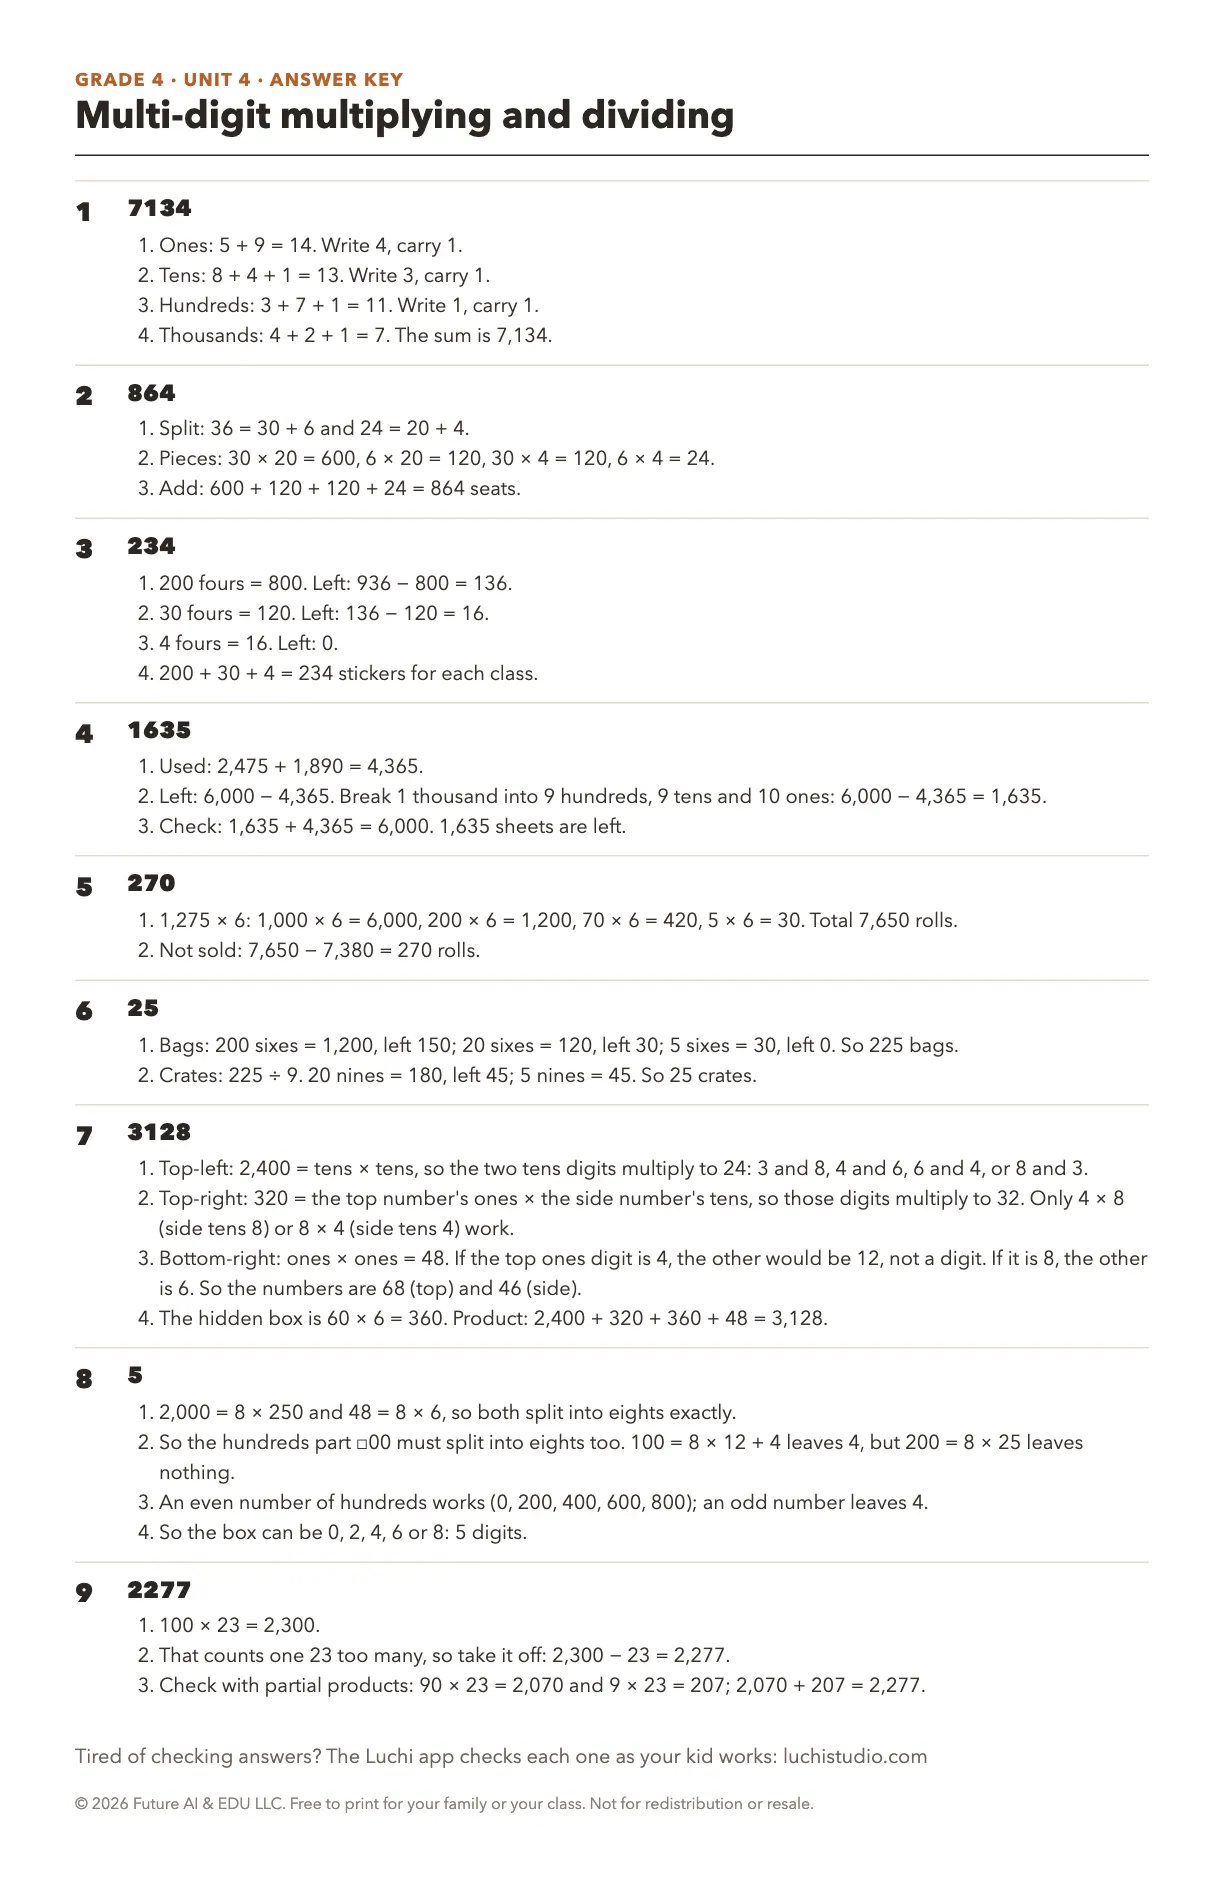 GRADE 4 · UNIT 4 · ANSWER KEY
Multi-digit multiplying and dividing
1 7134
1. Ones: 5 + 9 = 14. Write 4, carry 1.
2. Tens: 8 + 4 + 1 = 13. Write 3, carry 1.
3. Hundreds: 3 + 7 + 1 = 11. Write 1, carry 1.
4. Thousands: 4 + 2 + 1 = 7. The sum is 7,134.
2 864
1. Split: 36 = 30 + 6 and 24 = 20 + 4.
2. Pieces: 30 × 20 = 600, 6 × 20 = 120, 30 × 4 = 120, 6 × 4 = 24.
3. Add: 600 + 120 + 120 + 24 = 864 seats.
3 234
1. 200 fours = 800. Left: 936 − 800 = 136.
2. 30 fours = 120. Left: 136 − 120 = 16.
3. 4 fours = 16. Left: 0.
4. 200 + 30 + 4 = 234 stickers for each class.
4 1635
1. Used: 2,475 + 1,890 = 4,365.
2. Left: 6,000 − 4,365. Break 1 thousand into 9 hundreds, 9 tens and 10 ones: 6,000 − 4,365 = 1,635.
3. Check: 1,635 + 4,365 = 6,000. 1,635 sheets are left.
5 270
1. 1,275 × 6: 1,000 × 6 = 6,000, 200 × 6 = 1,200, 70 × 6 = 420, 5 × 6 = 30. Total 7,650 rolls.
2. Not sold: 7,650 − 7,380 = 270 rolls.
6 25
1. Bags: 200 sixes = 1,200, left 150; 20 sixes = 120, left 30; 5 sixes = 30, left 0. So 225 bags.
2. Crates: 225 ÷ 9. 20 nines = 180, left 45; 5 nines = 45. So 25 crates.
7 3128
1. Top-left: 2,400 = tens × tens, so the two tens digits multiply to 24: 3 and 8, 4 and 6, 6 and 4, or 8 and 3.
2. Top-right: 320 = the top number's ones × the side number's tens, so those digits multiply to 32. Only 4 × 8
(side tens 8) or 8 × 4 (side tens 4) work.
3. Bottom-right: ones × ones = 48. If the top ones digit is 4, the other would be 12, not a digit. If it is 8, the other
is 6. So the numbers are 68 (top) and 46 (side).
4. The hidden box is 60 × 6 = 360. Product: 2,400 + 320 + 360 + 48 = 3,128.
8 5
1. 2,000 = 8 × 250 and 48 = 8 × 6, so both split into eights exactly.
2. So the hundreds part □00 must split into eights too. 100 = 8 × 12 + 4 leaves 4, but 200 = 8 × 25 leaves
nothing.
3. An even number of hundreds works (0, 200, 400, 600, 800); an odd number leaves 4.
4. So the box can be 0, 2, 4, 6 or 8: 5 digits.
9 2277
1. 100 × 23 = 2,300.
2. That counts one 23 too many, so take it off: 2,300 − 23 = 2,277.
3. Check with partial products: 90 × 23 = 2,070 and 9 × 23 = 207; 2,070 + 207 = 2,277.
Tired of checking answers? The Luchi app checks each one as your kid works: luchistudio.com
© 2026 Future AI & EDU LLC. Free to print for your family or your class. Not for redistribution or resale.